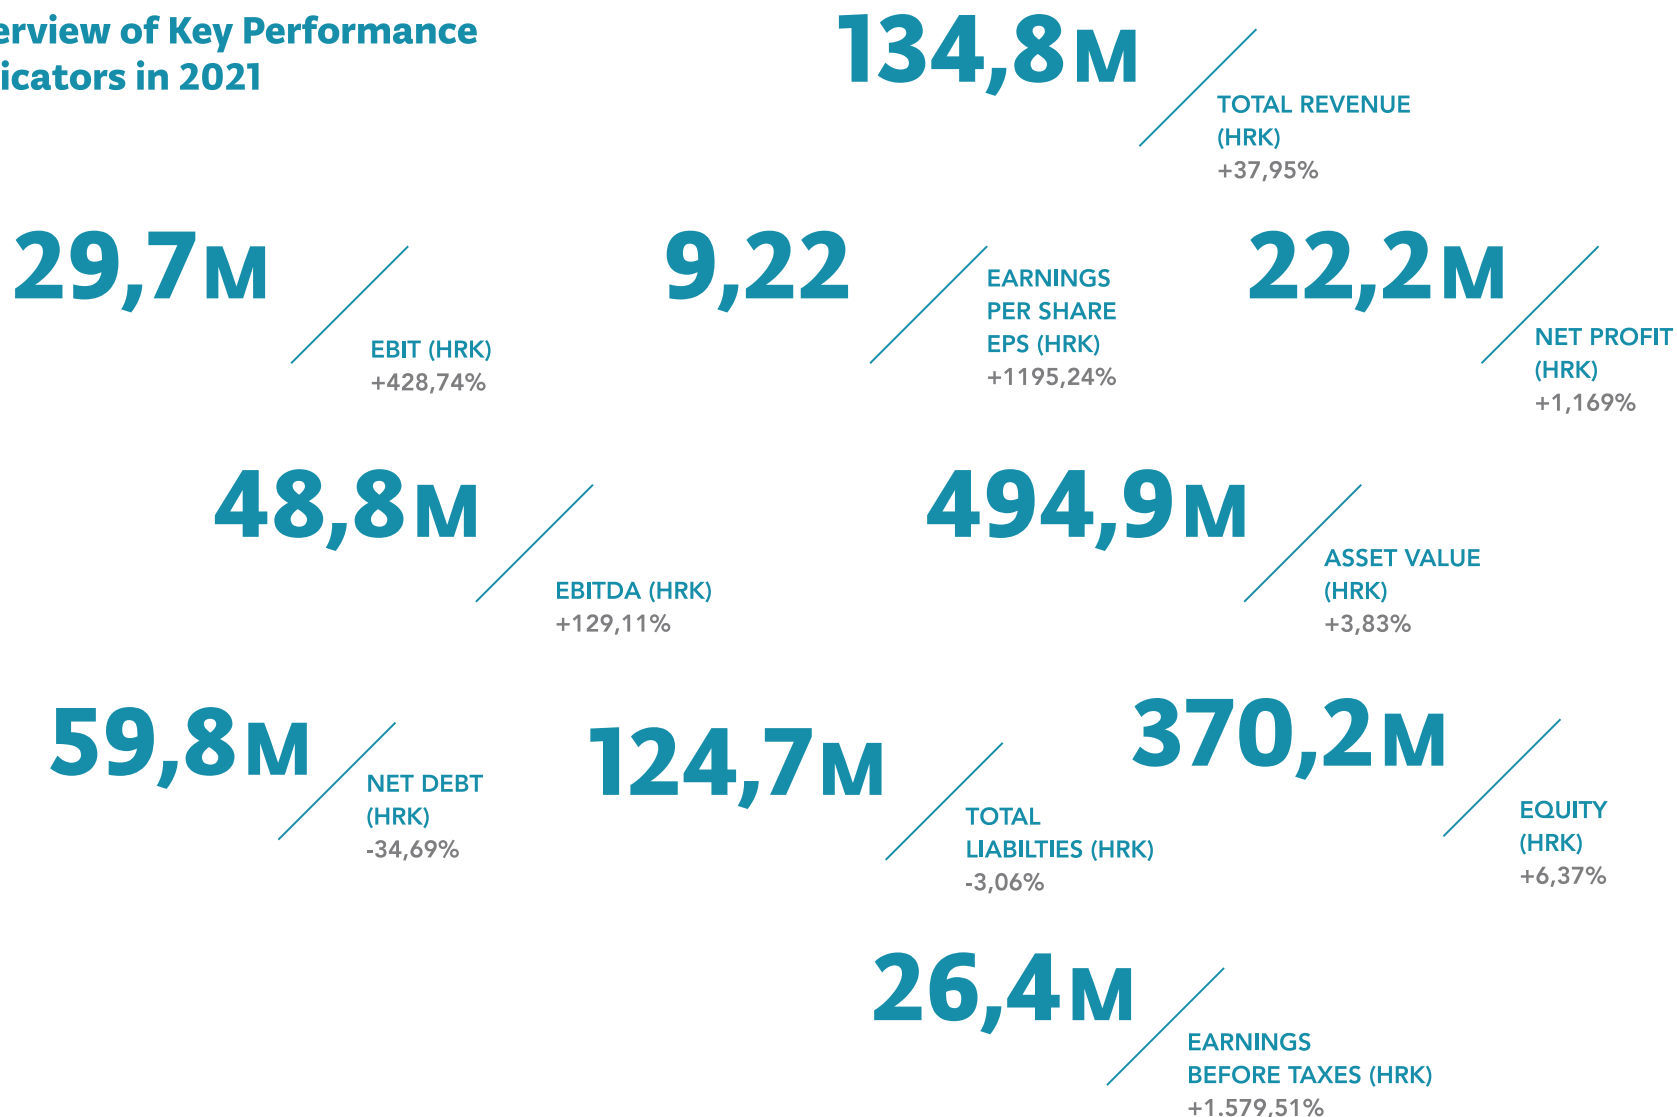 erview of Key Performance
icators in 2021
134,8M
TOTAL REVENUE
(HRK)
+37,95%
29,7M
EBIT (HRK)
+428,74%
9,22
EARNINGS
PER SHARE
EPS (HRK)
+1195,24%
22,2M
NET PROFIT
(HRK)
+1,169%
48,8M
EBITDA (HRK)
+129,11%
494,9M
ASSET VALUE
(HRK)
+3,83%
59,8M
NET DEBT
(HRK)
-34,69%
124,7M
TOTAL
LIABILTIES (HRK)
-3,06%
370,2M
EQUITY
(HRK)
+6,37%
26,4M
EARNINGS
BEFORE TAXES (HRK)
+1.579,51%